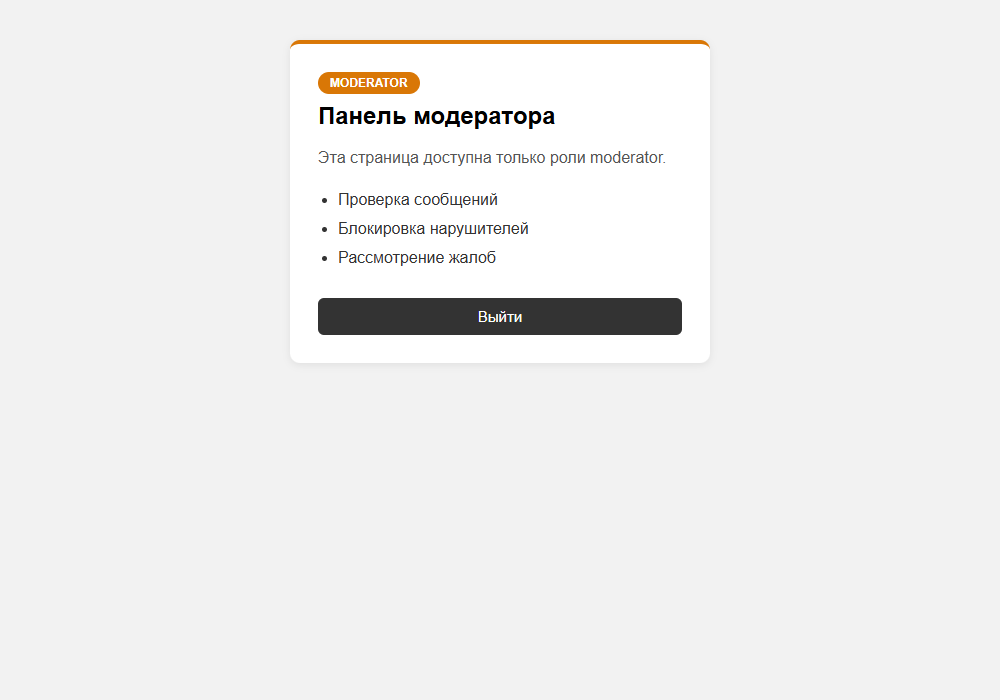 MODERATOR
Панель модератора
Эта страница доступна только роли moderator.
Проверка сообщений
Блокировка нарушителей
Рассмотрение жалоб
Выйти